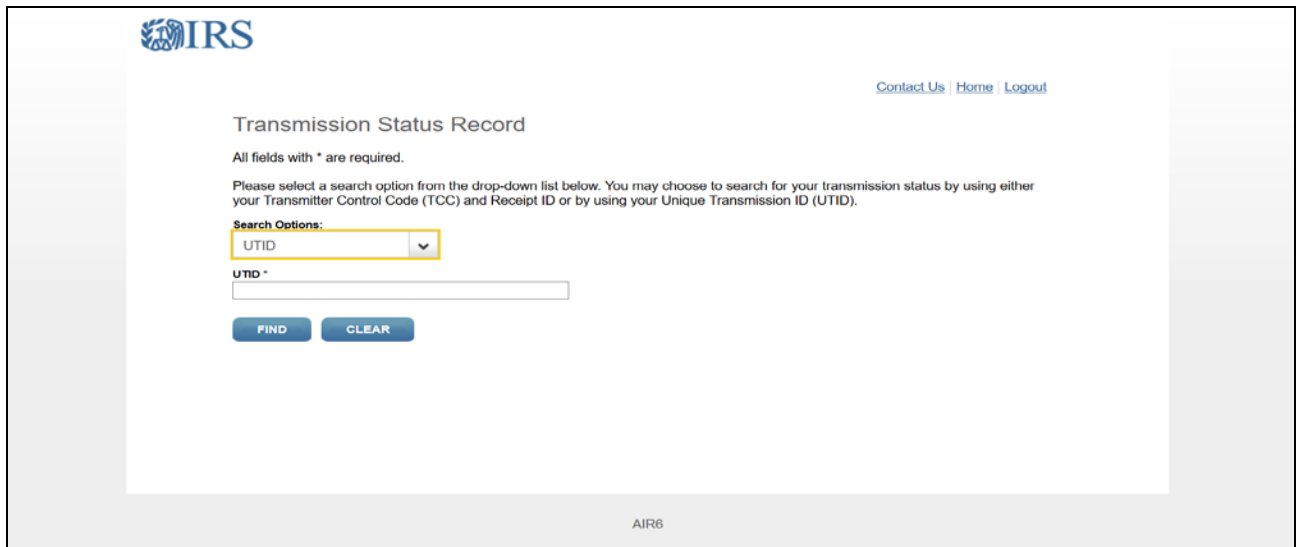 IRS
Contact Us | Home | Logout
Transmission Status Record
All fields with * are required.
Please select a search option from the drop-down list below. You may choose to search for your transmission status by using either
your Transmitter Control Code (TCC) and Receipt ID or by using your Unique Transmission ID (UTID).
Search Options:
UTID
UTID *
FIND CLEAR
AIR6